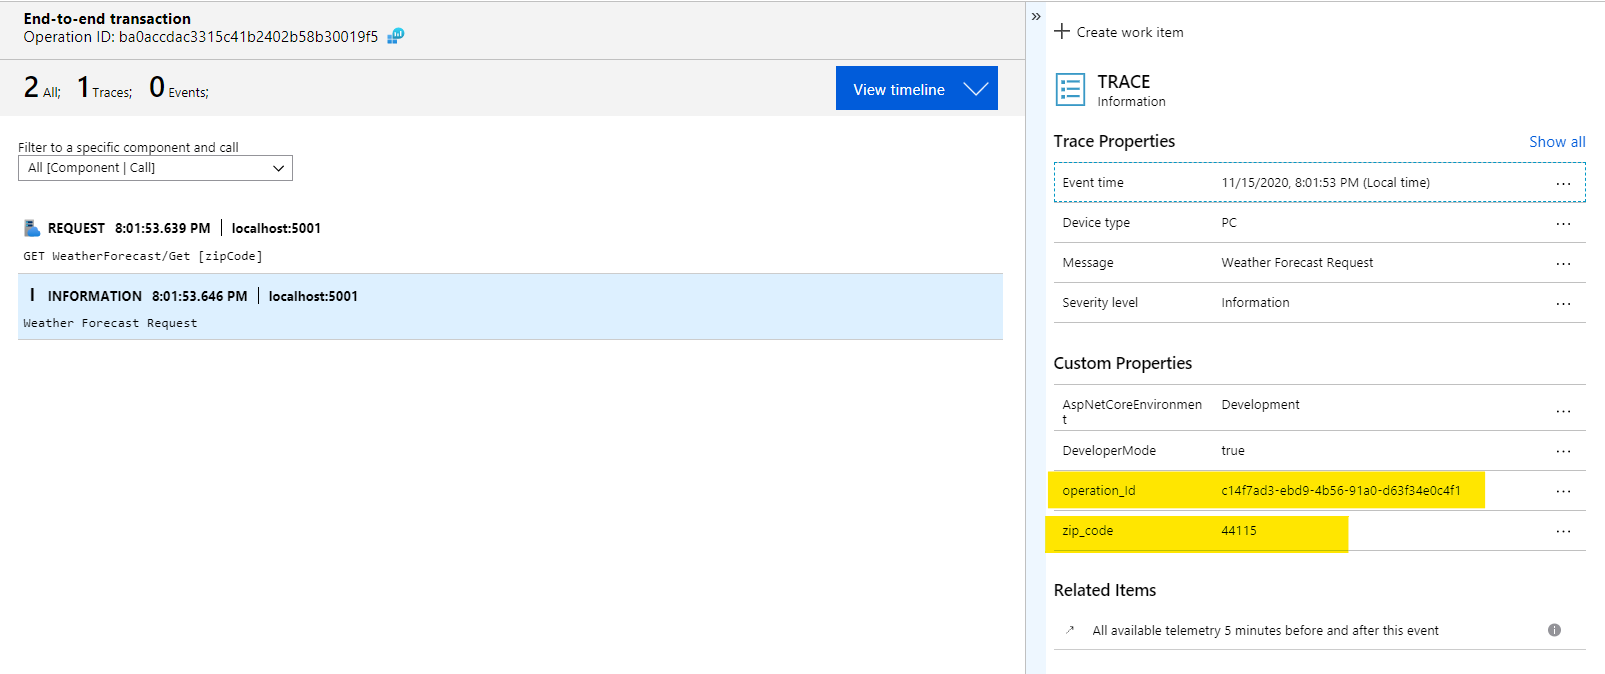 End-to-end transaction
Operation ID: ba0accdac3315c41b2402b58b30019f5
2 All; 1 Traces; 0 Events;
View timeline
Filter to a specific component and call
All [Component | Call]
REQUEST 8:01:53.639 PM | localhost:5001
GET WeatherForecast/Get [zipCode]
INFORMATION 8:01:53.646 PM | localhost:5001
Weather Forecast Request
»
+ Create work item
TRACE
Information
Trace Properties Show all
Event time 11/15/2020, 8:01:53 PM (Local time) ...
Device type PC ...
Message Weather Forecast Request ...
Severity level Information ...
Custom Properties
AspNetCoreEnvironmen Development ...
t
DeveloperMode true ...
operation_Id c14f7ad3-ebd9-4b56-91a0-d63f34e0c4f1 ...
zip_code 44115 ...
Related Items
All available telemetry 5 minutes before and after this event